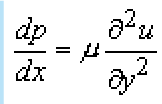 dp/dx = μ ∂²u/∂y²